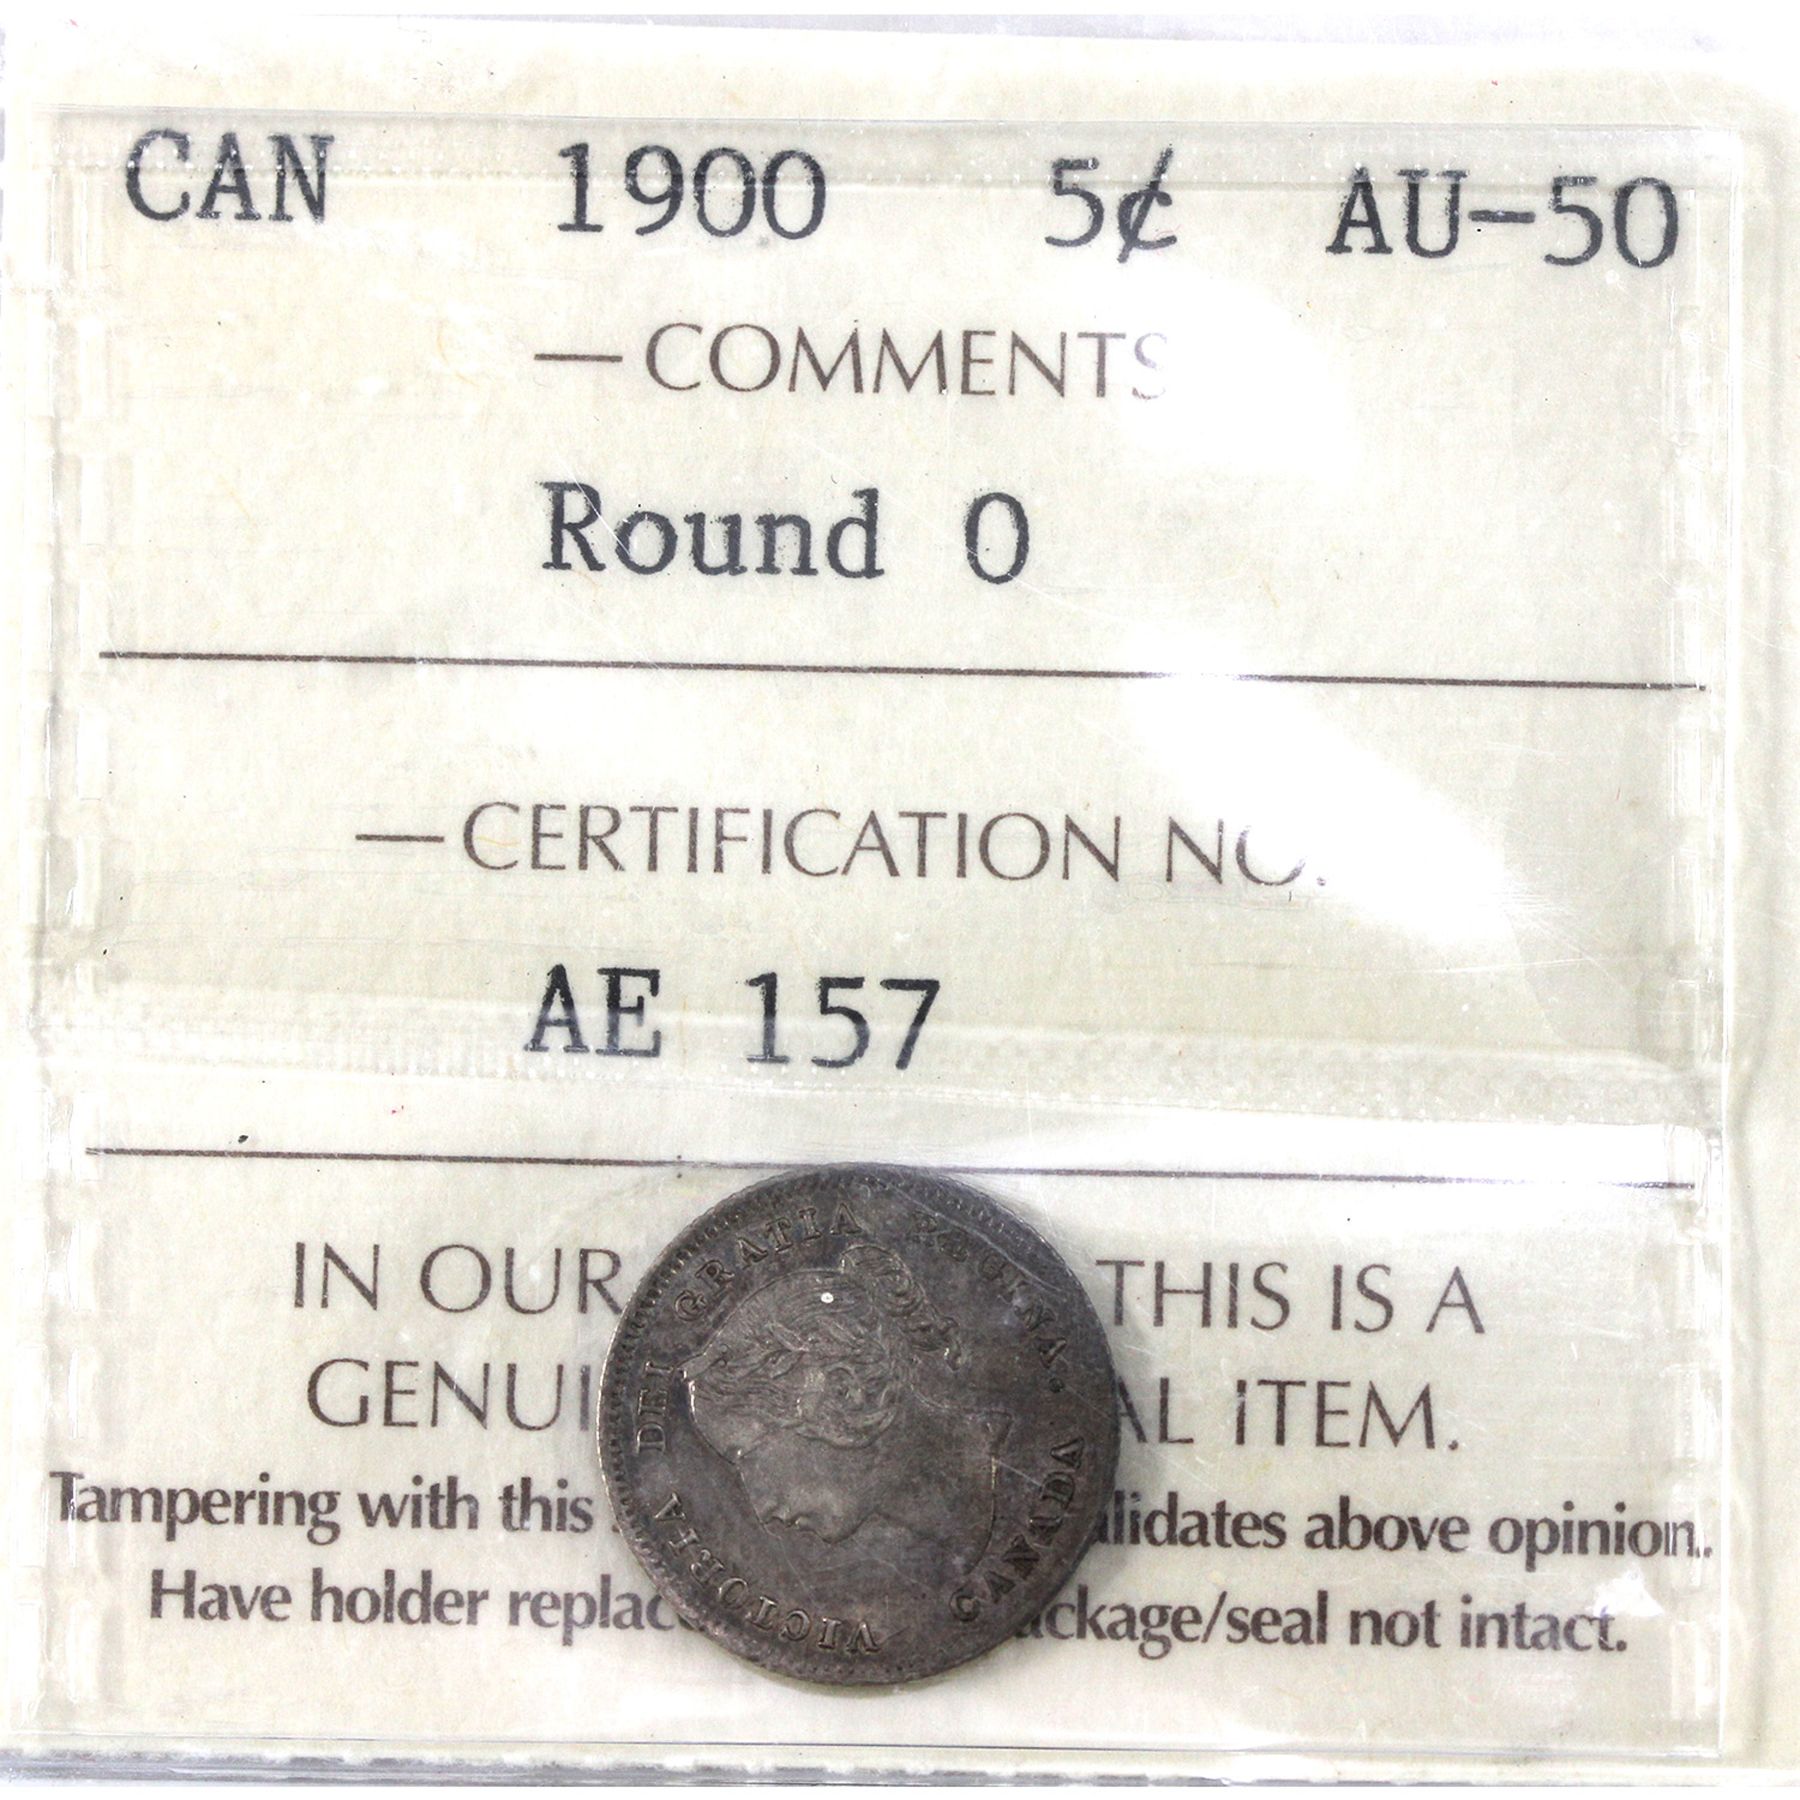 CAN 1900 5¢ AU-50
—COMMENTS
Round 0
—CERTIFICATION NO.
AE 157
IN OUR THIS IS A
GENUI AL ITEM.
Tampering with this alidates above opinion.
Have holder replac ackage/seal not intact.
VICTORIA DEI GRATIA REGINA. CANADA